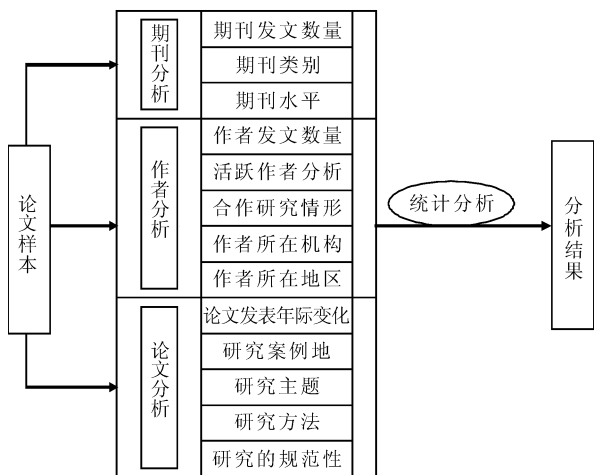 论文样本
期刊分析
期刊发文数量
期刊类别
期刊水平
作者分析
作者发文数量
活跃作者分析
合作研究情形
作者所在机构
作者所在地区
论文分析
论文发表年际变化
研究案例地
研究主题
研究方法
研究的规范性
统计分析
分析结果